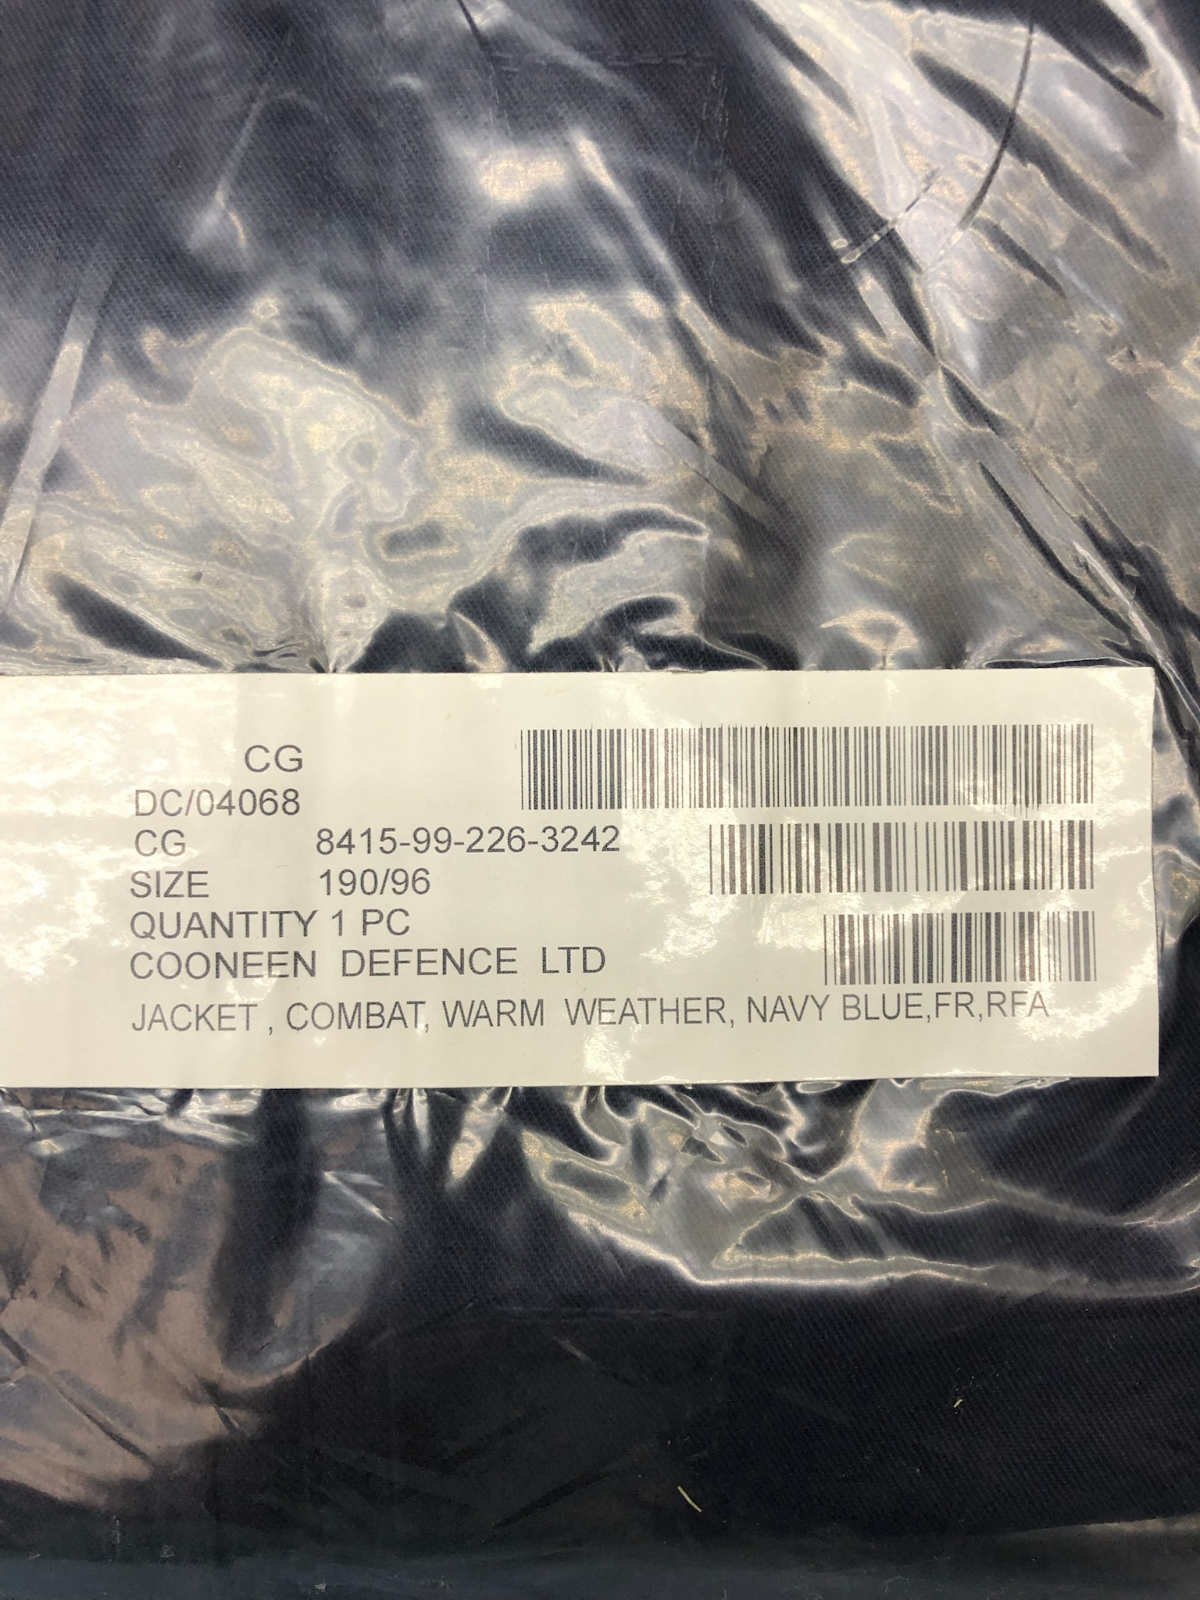 CG
DC/04068
CG 8415-99-226-3242
SIZE 190/96
QUANTITY 1 PC
COONEEN DEFENCE LTD
JACKET , COMBAT, WARM WEATHER, NAVY BLUE,FR,RFA